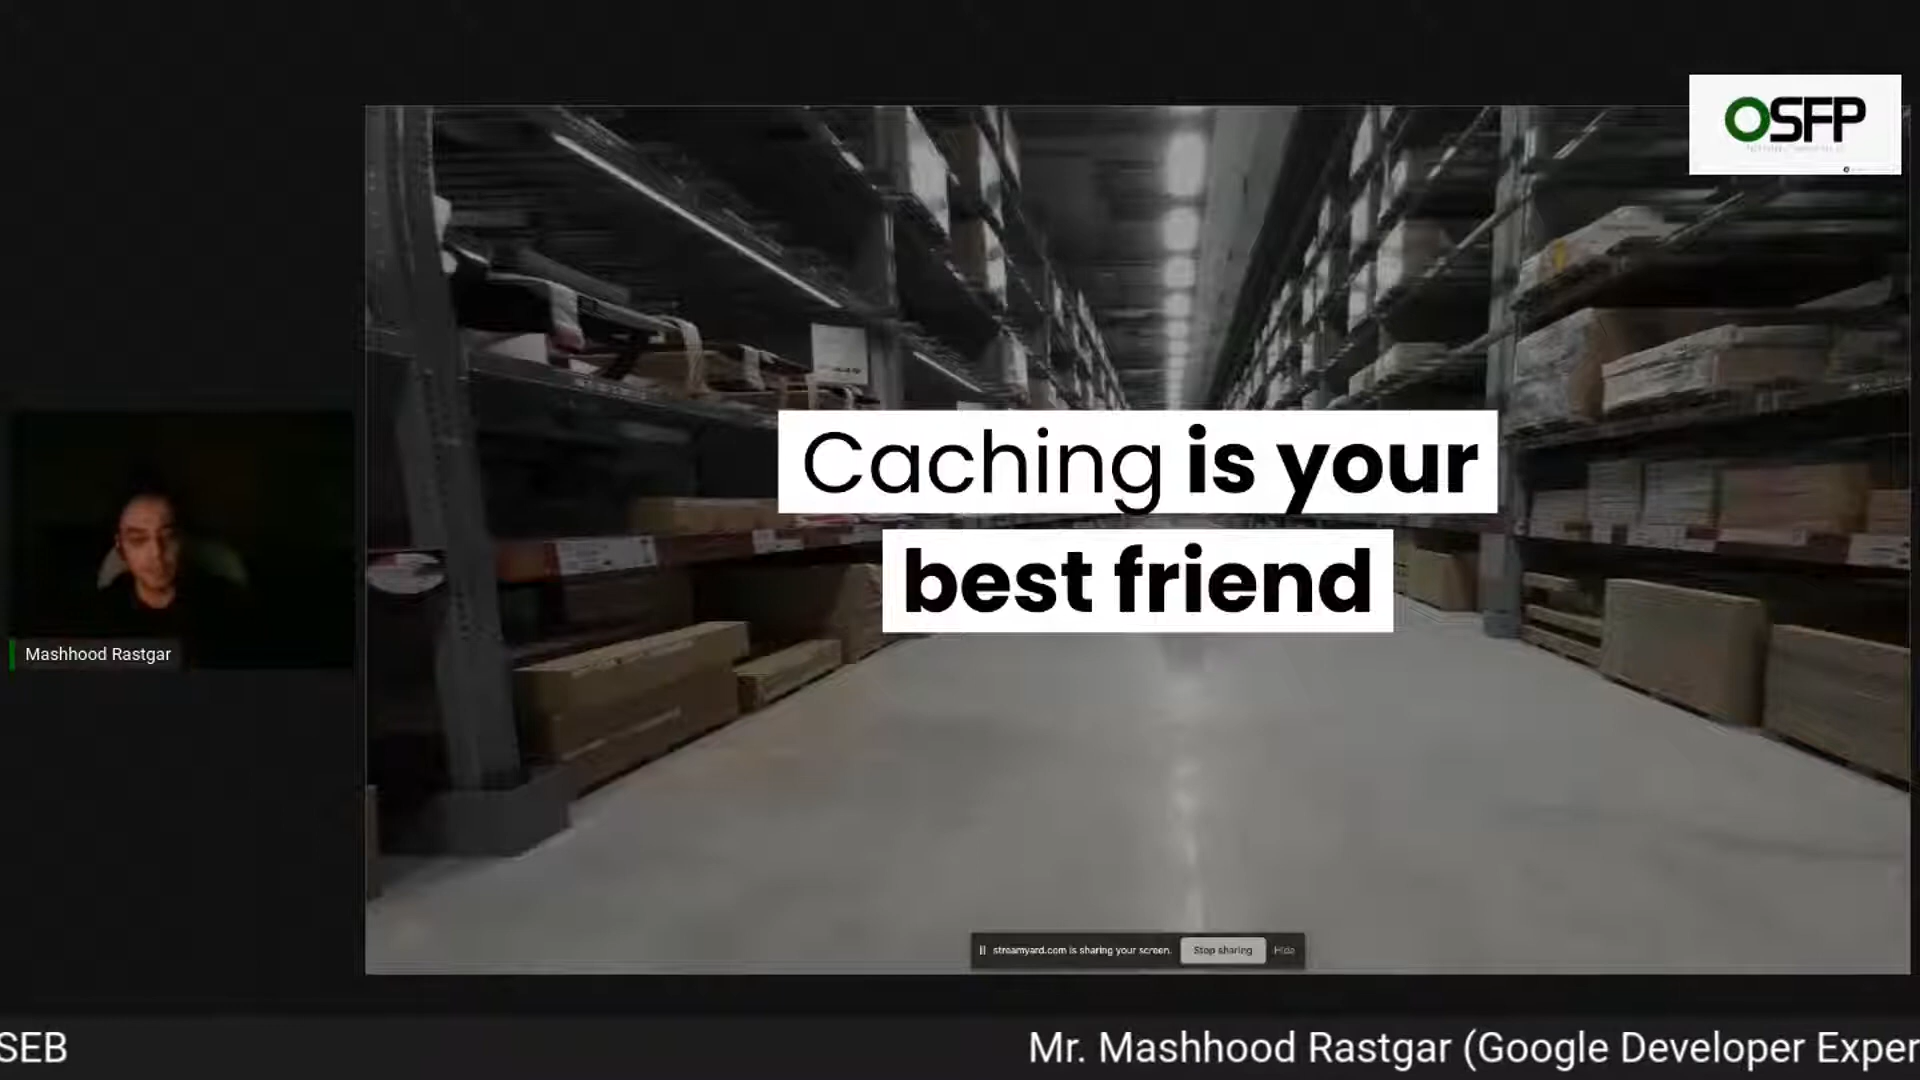 OSFP
Caching is your
best friend
Mashhood Rastgar
streamyard.com is sharing your screen. Stop sharing Hide
SEB
Mr. Mashhood Rastgar (Google Developer Exper